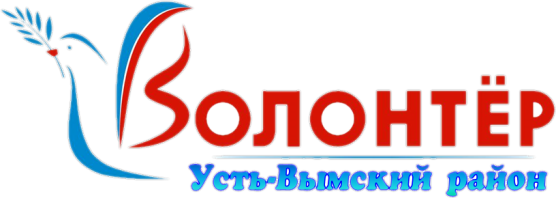 Волонтёр
Усть-Вымский район